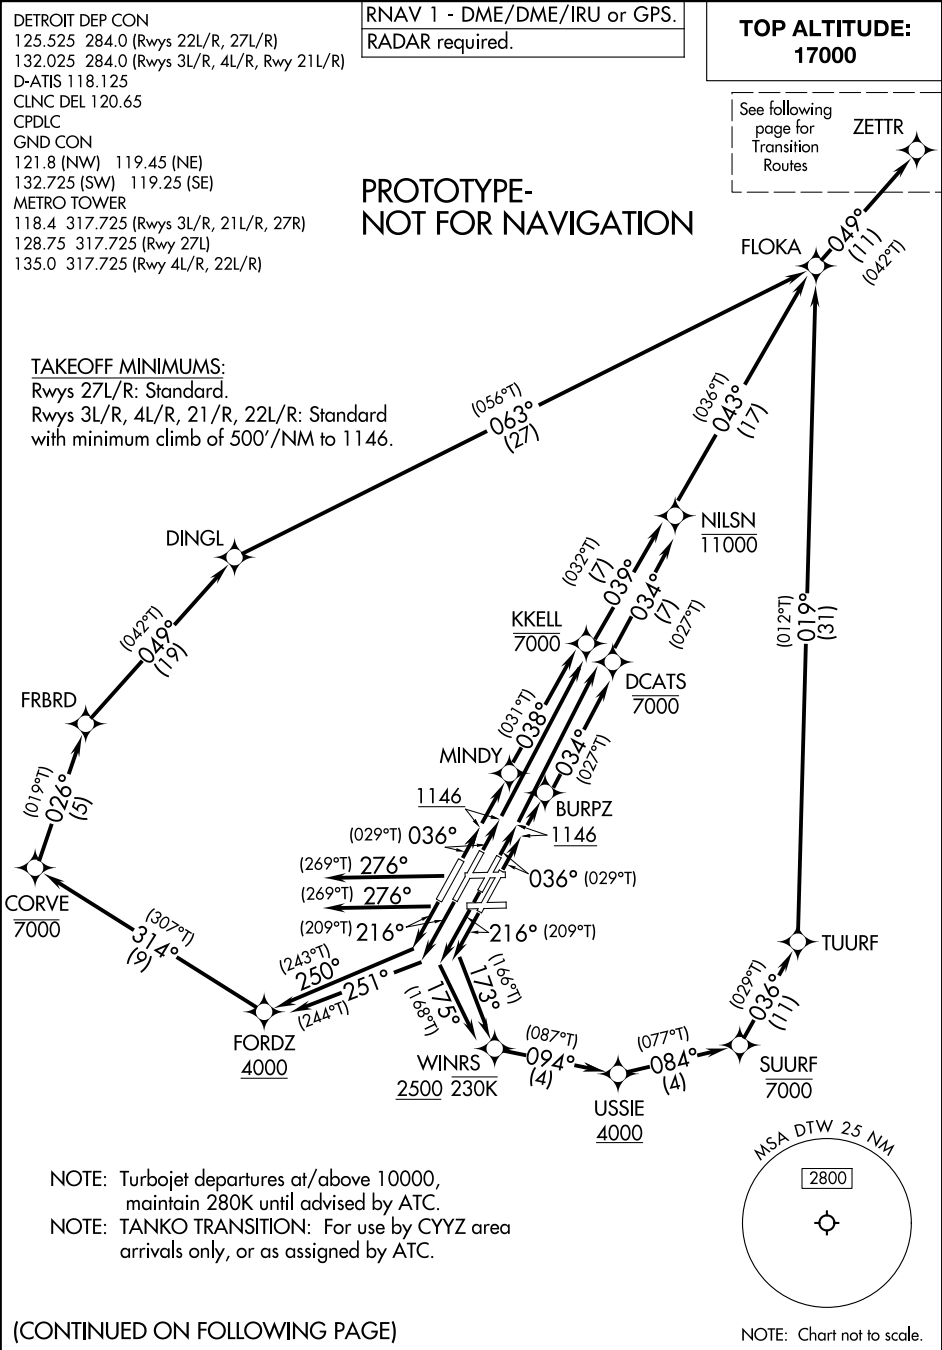 DETROIT DEP CON
125.525 284.0 (Rwys 22L/R, 27L/R)
132.025 284.0 (Rwys 3L/R, 4L/R, Rwy 21L/R)
D-ATIS 118.125
CLNC DEL 120.65
CPDLC
GND CON
121.8 (NW) 119.45 (NE)
132.725 (SW) 119.25 (SE)
METRO TOWER
118.4 317.725 (Rwys 3L/R, 21L/R, 27R)
128.75 317.725 (Rwy 27L)
135.0 317.725 (Rwy 4L/R, 22L/R)
RNAV 1 - DME/DME/IRU or GPS.
RADAR required.
TOP ALTITUDE:
17000
See following
page for
Transition
Routes
ZETTR
PROTOTYPE-
NOT FOR NAVIGATION
FLOKA
049°
(11)
(042°T)
TAKEOFF MINIMUMS:
Rwys 27L/R: Standard.
Rwys 3L/R, 4L/R, 21/R, 22L/R: Standard
with minimum climb of 500'/NM to 1146.
(056°T)
063°
(27)
(036°T)
043°
(17)
DINGL
NILSN
11000
(032°T)
(7)
039°
034°
(7)
(027°T)
(012°T)
019°
(31)
(042°T)
049°
(19)
KKELL
7000
DCATS
7000
FRBRD
(031°T)
038°
034°
(027°T)
MINDY
BURPZ
(019°T)
026°
(5)
1146
1146
(029°T) 036°
036° (029°T)
(269°T) 276°
(269°T) 276°
CORVE
7000
(209°T) 216°
216° (209°T)
(307°T)
314°
(9)
(243°T)
250°
251°
(244°T)
(166°T)
173°
175°
(168°T)
TUURF
(029°T)
036°
(11)
FORDZ
4000
WINRS
2500 230K
(087°T)
094°
(4)
(077°T)
084°
(4)
SUURF
7000
USSIE
4000
MSA DTW 25 NM
2800
NOTE: Turbojet departures at/above 10000,
maintain 280K until advised by ATC.
NOTE: TANKO TRANSITION: For use by CYYZ area
arrivals only, or as assigned by ATC.
(CONTINUED ON FOLLOWING PAGE)
NOTE: Chart not to scale.